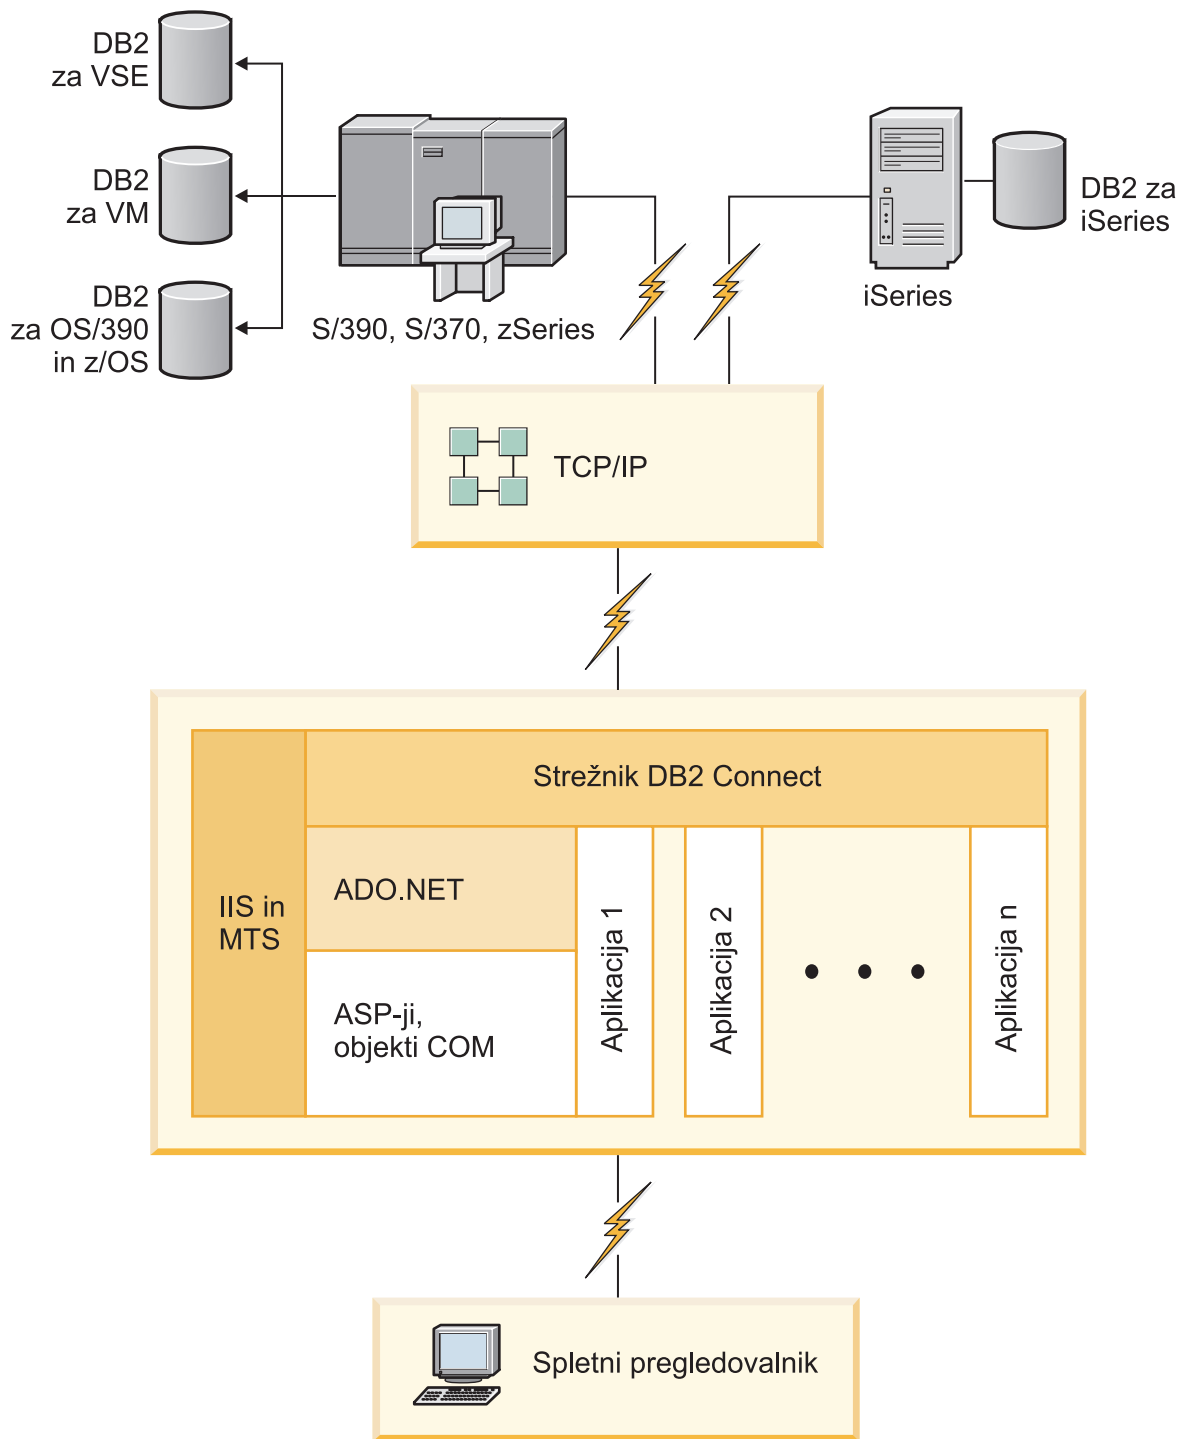 DB2
za VSE
DB2
za VM
DB2
za OS/390
in z/OS
S/390, S/370, zSeries
iSeries
DB2 za
iSeries
TCP/IP
Strežnik DB2 Connect
IIS in
MTS
ADO.NET
ASP-ji,
objekti COM
Aplikacija 1
Aplikacija 2
Aplikacija n
Spletni pregledovalnik